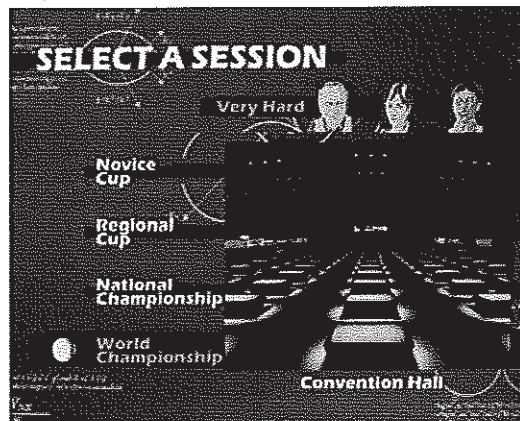 SELECT A SESSION
Very Hard
Novice
Cup
Regional
Cup
National
Championship
World
Championship
Convention Hall